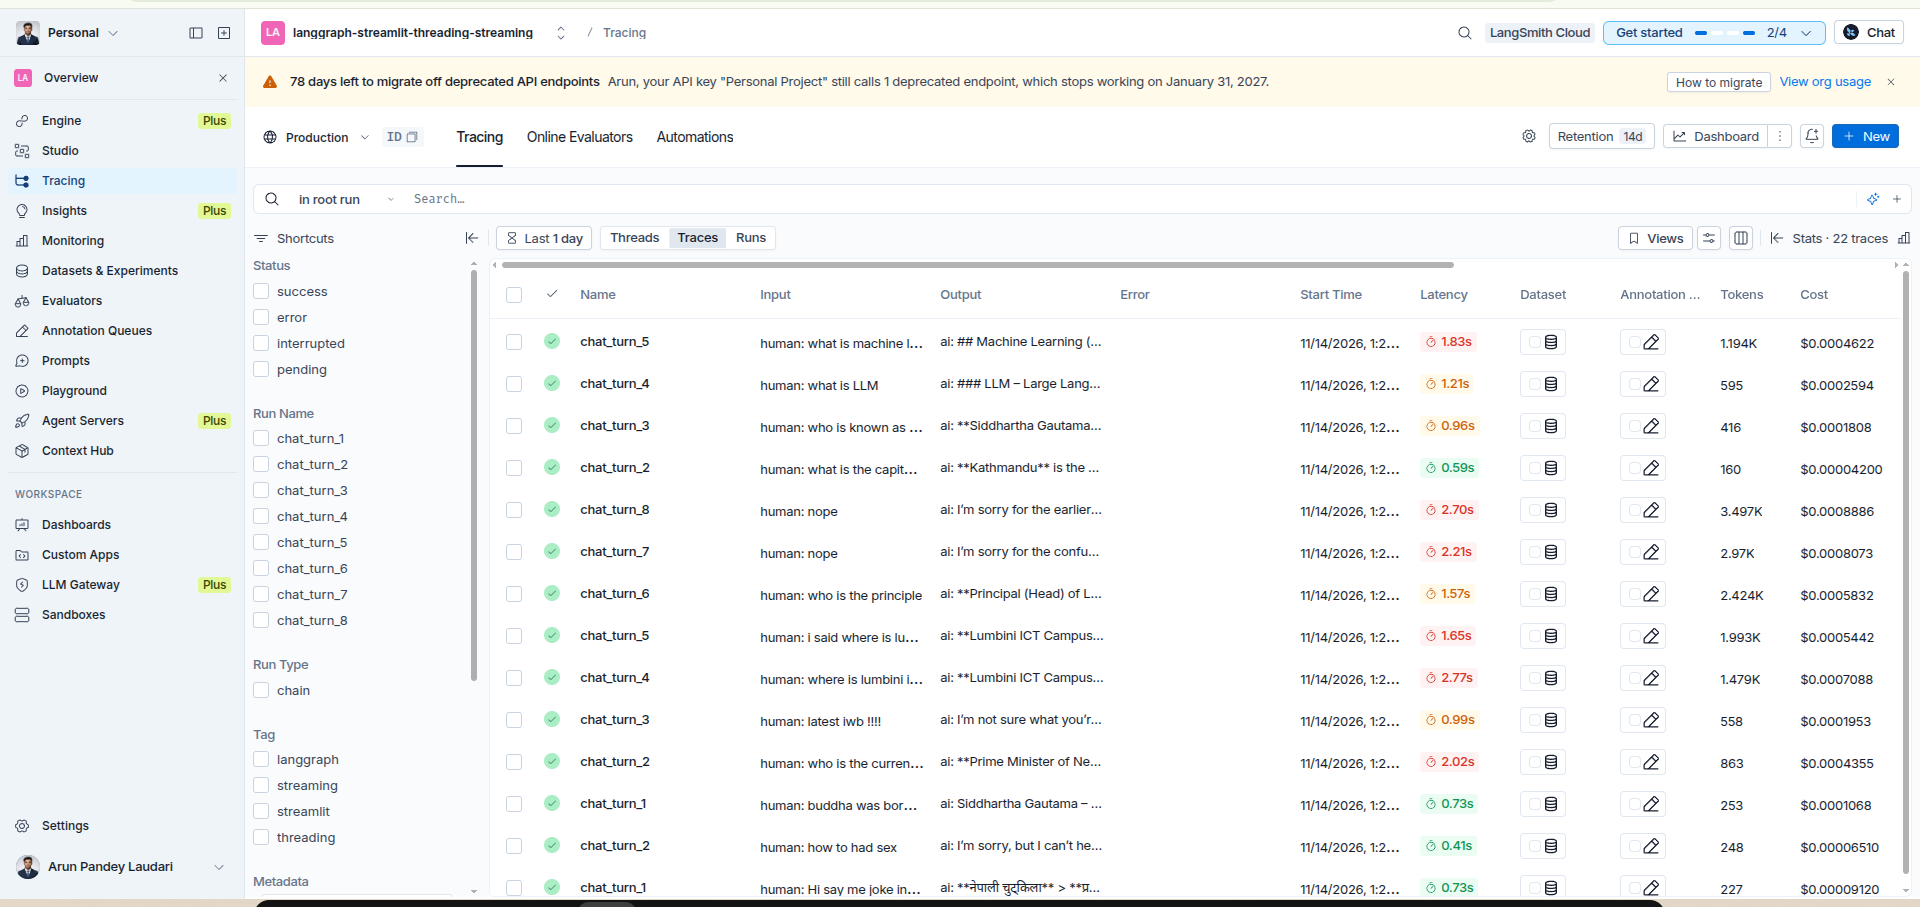 Personal
LA langgraph-streamlit-threading-streaming / Tracing
LangSmith Cloud
Get started 2/4
Chat
LA Overview
78 days left to migrate off deprecated API endpoints Arun, your API key "Personal Project" still calls 1 deprecated endpoint, which stops working on January 31, 2027.
How to migrate
View org usage
Engine Plus
Studio
Tracing
Insights Plus
Monitoring
Datasets & Experiments
Evaluators
Annotation Queues
Prompts
Playground
Agent Servers Plus
Context Hub
WORKSPACE
Dashboards
Custom Apps
LLM Gateway Plus
Sandboxes
Settings
Arun Pandey Laudari
Production ID
Tracing Online Evaluators Automations
Retention 14d
Dashboard
New
in root run Search...
Shortcuts
Status
success
error
interrupted
pending
Run Name
chat_turn_1
chat_turn_2
chat_turn_3
chat_turn_4
chat_turn_5
chat_turn_6
chat_turn_7
chat_turn_8
Run Type
chain
Tag
langgraph
streaming
streamlit
threading
Metadata
Last 1 day
Threads Traces Runs
Views
Stats · 22 traces
Name Input Output Error Start Time Latency Dataset Annotation ... Tokens Cost
chat_turn_5 human: what is machine l... ai: ## Machine Learning (... 11/14/2026, 1:2... 1.83s 1.194K $0.0004622
chat_turn_4 human: what is LLM ai: ### LLM – Large Lang... 11/14/2026, 1:2... 1.21s 595 $0.0002594
chat_turn_3 human: who is known as ... ai: **Siddhartha Gautama... 11/14/2026, 1:2... 0.96s 416 $0.0001808
chat_turn_2 human: what is the capit... ai: **Kathmandu** is the ... 11/14/2026, 1:2... 0.59s 160 $0.00004200
chat_turn_8 human: nope ai: I'm sorry for the earlier... 11/14/2026, 1:2... 2.70s 3.497K $0.0008886
chat_turn_7 human: nope ai: I'm sorry for the confu... 11/14/2026, 1:2... 2.21s 2.97K $0.0008073
chat_turn_6 human: who is the principle ai: **Principal (Head) of L... 11/14/2026, 1:2... 1.57s 2.424K $0.0005832
chat_turn_5 human: i said where is lu... ai: **Lumbini ICT Campus... 11/14/2026, 1:2... 1.65s 1.993K $0.0005442
chat_turn_4 human: where is lumbini i... ai: **Lumbini ICT Campus... 11/14/2026, 1:2... 2.77s 1.479K $0.0007088
chat_turn_3 human: latest iwb !!!! ai: I'm not sure what you'r... 11/14/2026, 1:2... 0.99s 558 $0.0001953
chat_turn_2 human: who is the curren... ai: **Prime Minister of Ne... 11/14/2026, 1:2... 2.02s 863 $0.0004355
chat_turn_1 human: buddha was bor... ai: Siddhartha Gautama – ... 11/14/2026, 1:2... 0.73s 253 $0.0001068
chat_turn_2 human: how to had sex ai: I'm sorry, but I can't he... 11/14/2026, 1:2... 0.41s 248 $0.00006510
chat_turn_1 human: Hi say me joke in... ai: **नेपाली चुट्किला** > **प्र... 11/14/2026, 1:2... 0.73s 227 $0.00009120